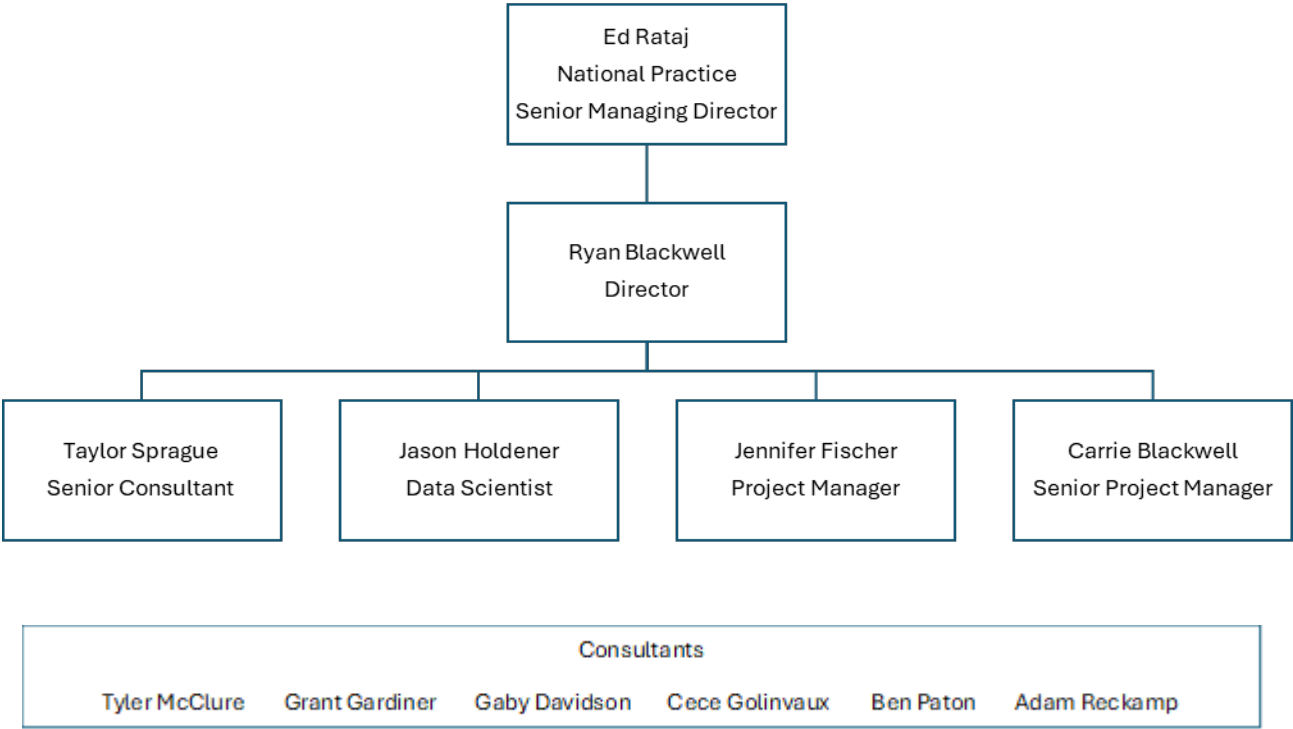 Ed Rataj
National Practice
Senior Managing Director
Ryan Blackwell
Director
Taylor Sprague
Senior Consultant
Jason Holdener
Data Scientist
Jennifer Fischer
Project Manager
Carrie Blackwell
Senior Project Manager
Consultants
Tyler McClure Grant Gardiner Gaby Davidson Cece Golinvaux Ben Paton Adam Reckamp